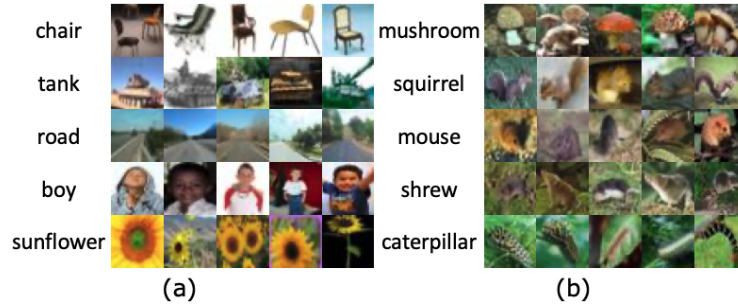 chair
tank
road
boy
sunflower
(a)
mushroom
squirrel
mouse
shrew
caterpillar
(b)